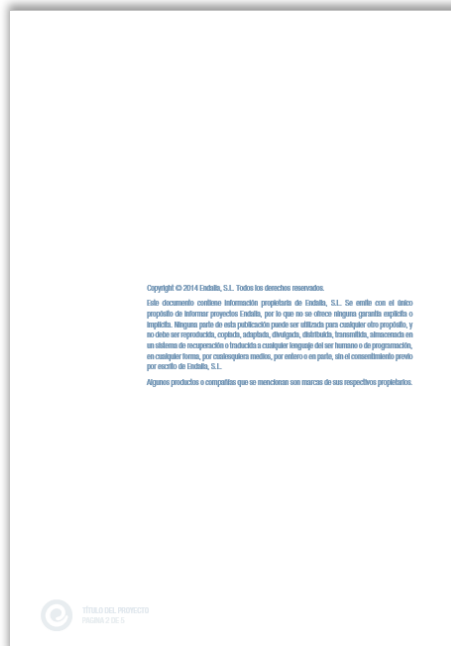 Copyright © 2014 Endalia, S.L. Todos los derechos reservados.
Este documento contiene información propietaria de Endalia, S.L. Se emite con el único
propósito de informar proyectos Endalia, por lo que no se ofrece ninguna garantía explícita o
implícita. Ninguna parte de esta publicación puede ser utilizada para cualquier otro propósito, y
no debe ser reproducida, copiada, adaptada, divulgada, distribuida, transmitida, almacenada en
un sistema de recuperación o traducida a cualquier lenguaje del ser humano o de programación,
en cualquier forma, por cualesquiera medios, por entero o en parte, sin el consentimiento previo
por escrito de Endalia, S.L.
Algunos productos o compañías que se mencionan son marcas de sus respectivos propietarios.
TÍTULO DEL PROYECTO
PÁGINA 2 DE 5